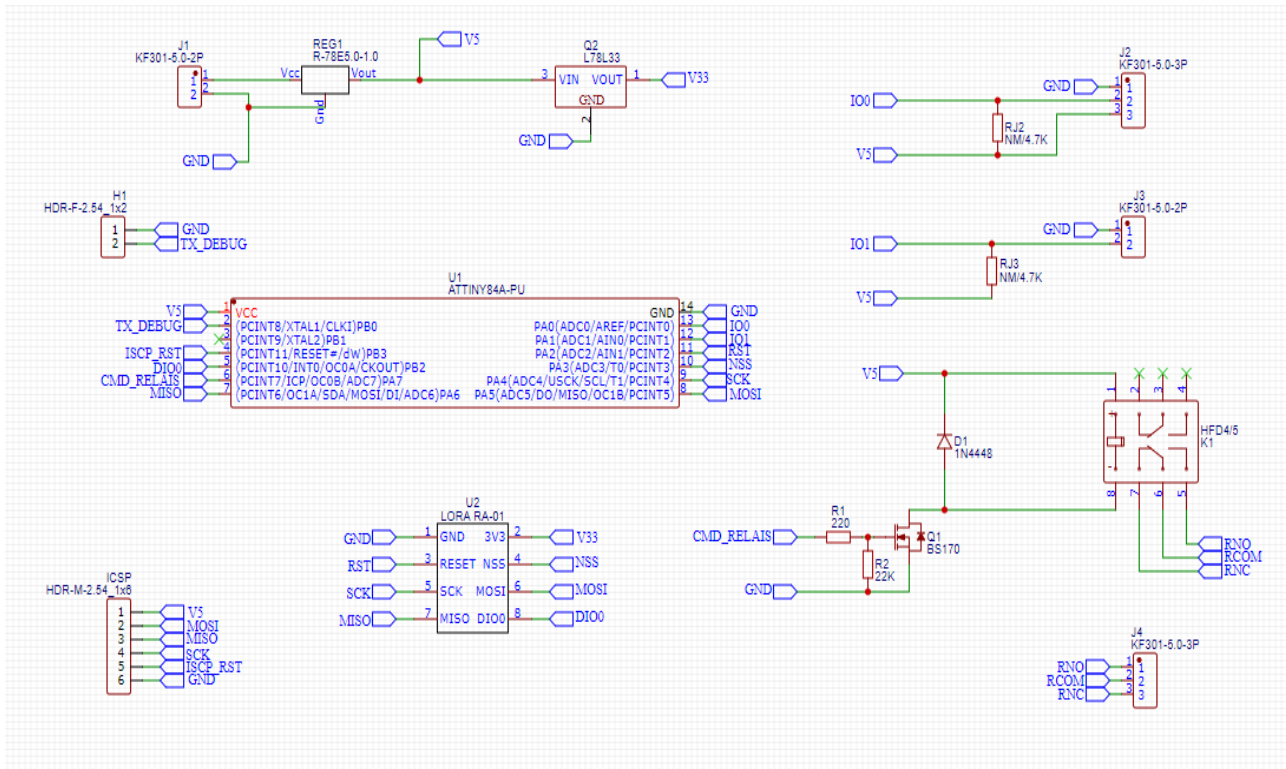 J1
KF301-5.0-2P
1
2
1
2
GND
REG1
R-78E5.0-1.0
Vcc
Vout
Gnd
V5
Q2
L78L33
3
VIN
VOUT
1
GND
2
V33
GND
J2
KF301-5.0-3P
GND
1
2
3
1
2
3
IO0
RJ2
NM/4.7K
V5
H1
HDR-F-2.54_1x2
1
2
GND
TX_DEBUG
J3
KF301-5.0-2P
GND
1
2
1
2
IO1
RJ3
NM/4.7K
V5
U1
ATTINY84A-PU
V5 1 VCC
TX_DEBUG 2 (PCINT8/XTAL1/CLKI)PB0
3 (PCINT9/XTAL2)PB1
ISCP_RST 4 (PCINT11/RESET#/dW)PB3
DIO0 5 (PCINT10/INT0/OC0A/CKOUT)PB2
CMD_RELAIS 6 (PCINT7/ICP/OC0B/ADC7)PA7
MISO 7 (PCINT6/OC1A/SDA/MOSI/DI/ADC6)PA6
GND 14 GND
PA0(ADC0/AREF/PCINT0) 13 IO0
PA1(ADC1/AIN0/PCINT1) 12 IO1
PA2(ADC2/AIN1/PCINT2) 11 RST
PA3(ADC3/T0/PCINT3) 10 NSS
PA4(ADC4/USCK/SCL/T1/PCINT4) 9 SCK
PA5(ADC5/DO/MISO/OC1B/PCINT5) 8 MOSI
V5
1
2
3
4
+
-
HFD4/5
K1
8
7
6
5
D1
1N4448
RNO
RCOM
RNC
CMD_RELAIS
R1
220
R2
22K
Q1
BS170
GND
U2
LORA RA-01
GND 1 GND 3V3 2 V33
RST 3 RESET NSS 4 NSS
SCK 5 SCK MOSI 6 MOSI
MISO 7 MISO DIO0 8 DIO0
ICSP
HDR-M-2.54_1x6
1 V5
2 MOSI
3 MISO
4 SCK
5 ISCP_RST
6 GND
J4
KF301-5.0-3P
RNO 1 1
RCOM 2 2
RNC 3 3